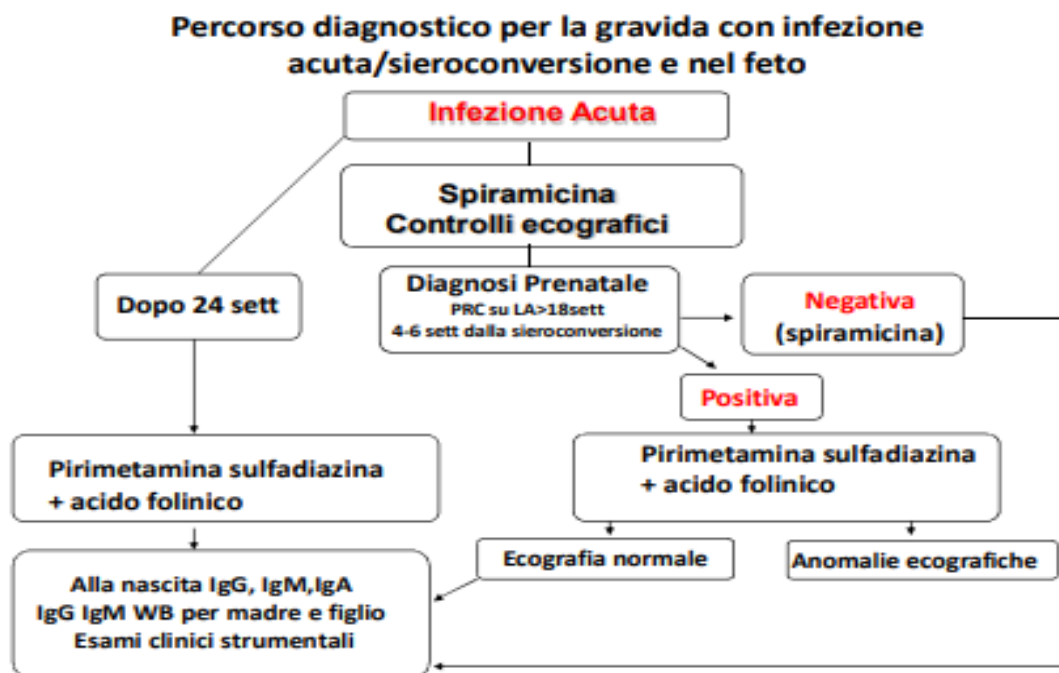 Percorso diagnostico per la gravida con infezione
acuta/sieroconversione e nel feto
Infezione Acuta
Spiramicina
Controlli ecografici
Dopo 24 sett
Diagnosi Prenatale
PRC su LA>18sett
4-6 sett dalla sieroconversione
Negativa
(spiramicina)
Positiva
Pirimetamina sulfadiazina
+ acido folinico
Pirimetamina sulfadiazina
+ acido folinico
Ecografia normale
Anomalie ecografiche
Alla nascita IgG, IgM,IgA
IgG IgM WB per madre e figlio
Esami clinici strumentali